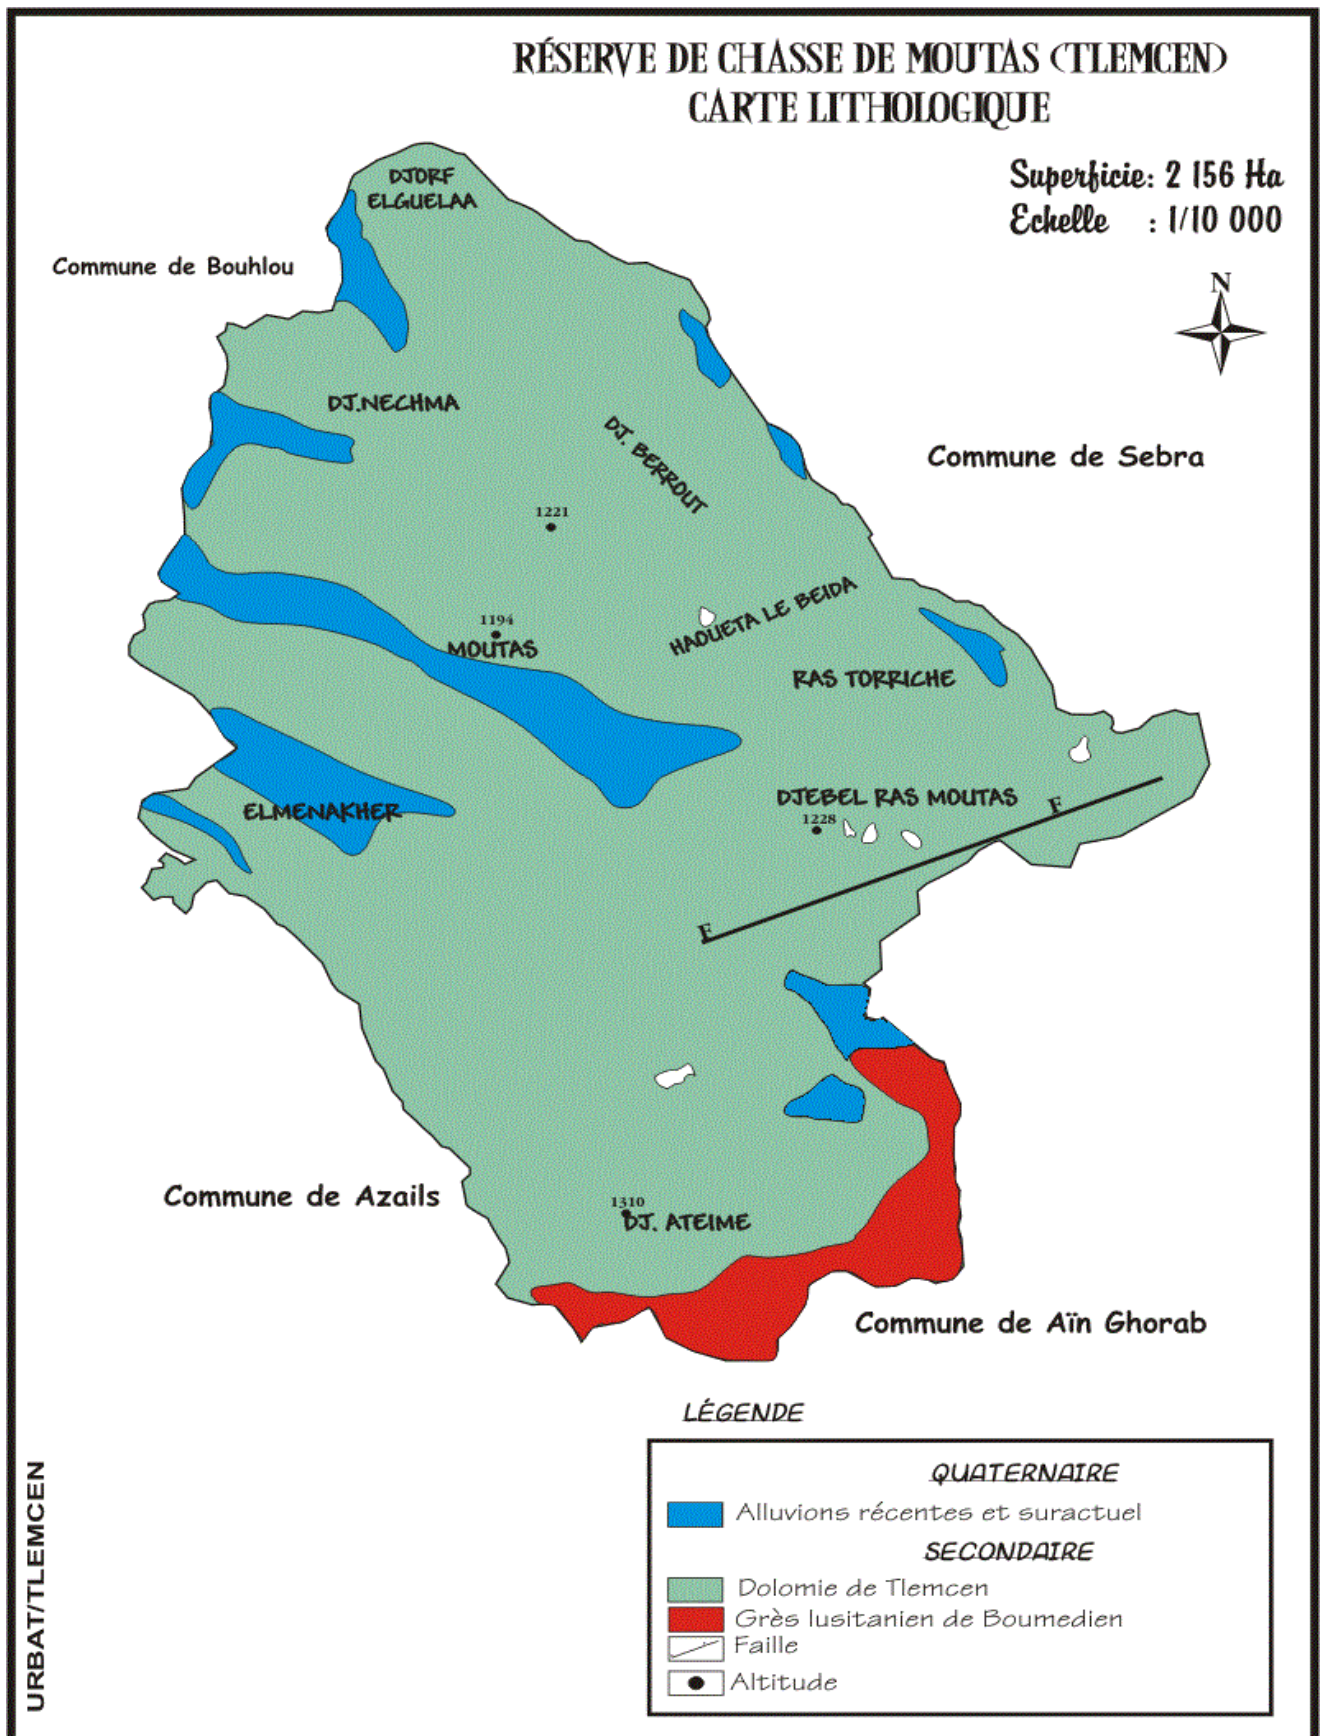 RÉSERVE DE CHASSE DE MOUTAS (TLEMCEN)
CARTE LITHOLOGIQUE
Superficie: 2 156 Ha
Echelle : 1/10 000
N
DJORF
ELGUELAA
Commune de Bouhlou
DJ.NECHMA
DJ. BERROUT
Commune de Sebra
1221
1194
MOUTAS
HAOUETA LE BEIDA
RAS TORRICHE
ELMENAKHER
DJEBEL RAS MOUTAS
1228
F
F
Commune de Azails
1310
DJ. ATEIME
Commune de Aïn Ghorab
LÉGENDE
QUATERNAIRE
Alluvions récentes et suractuel
SECONDAIRE
Dolomie de Tlemcen
Grès lusitanien de Boumedien
Faille
Altitude
URBAT/TLEMCEN